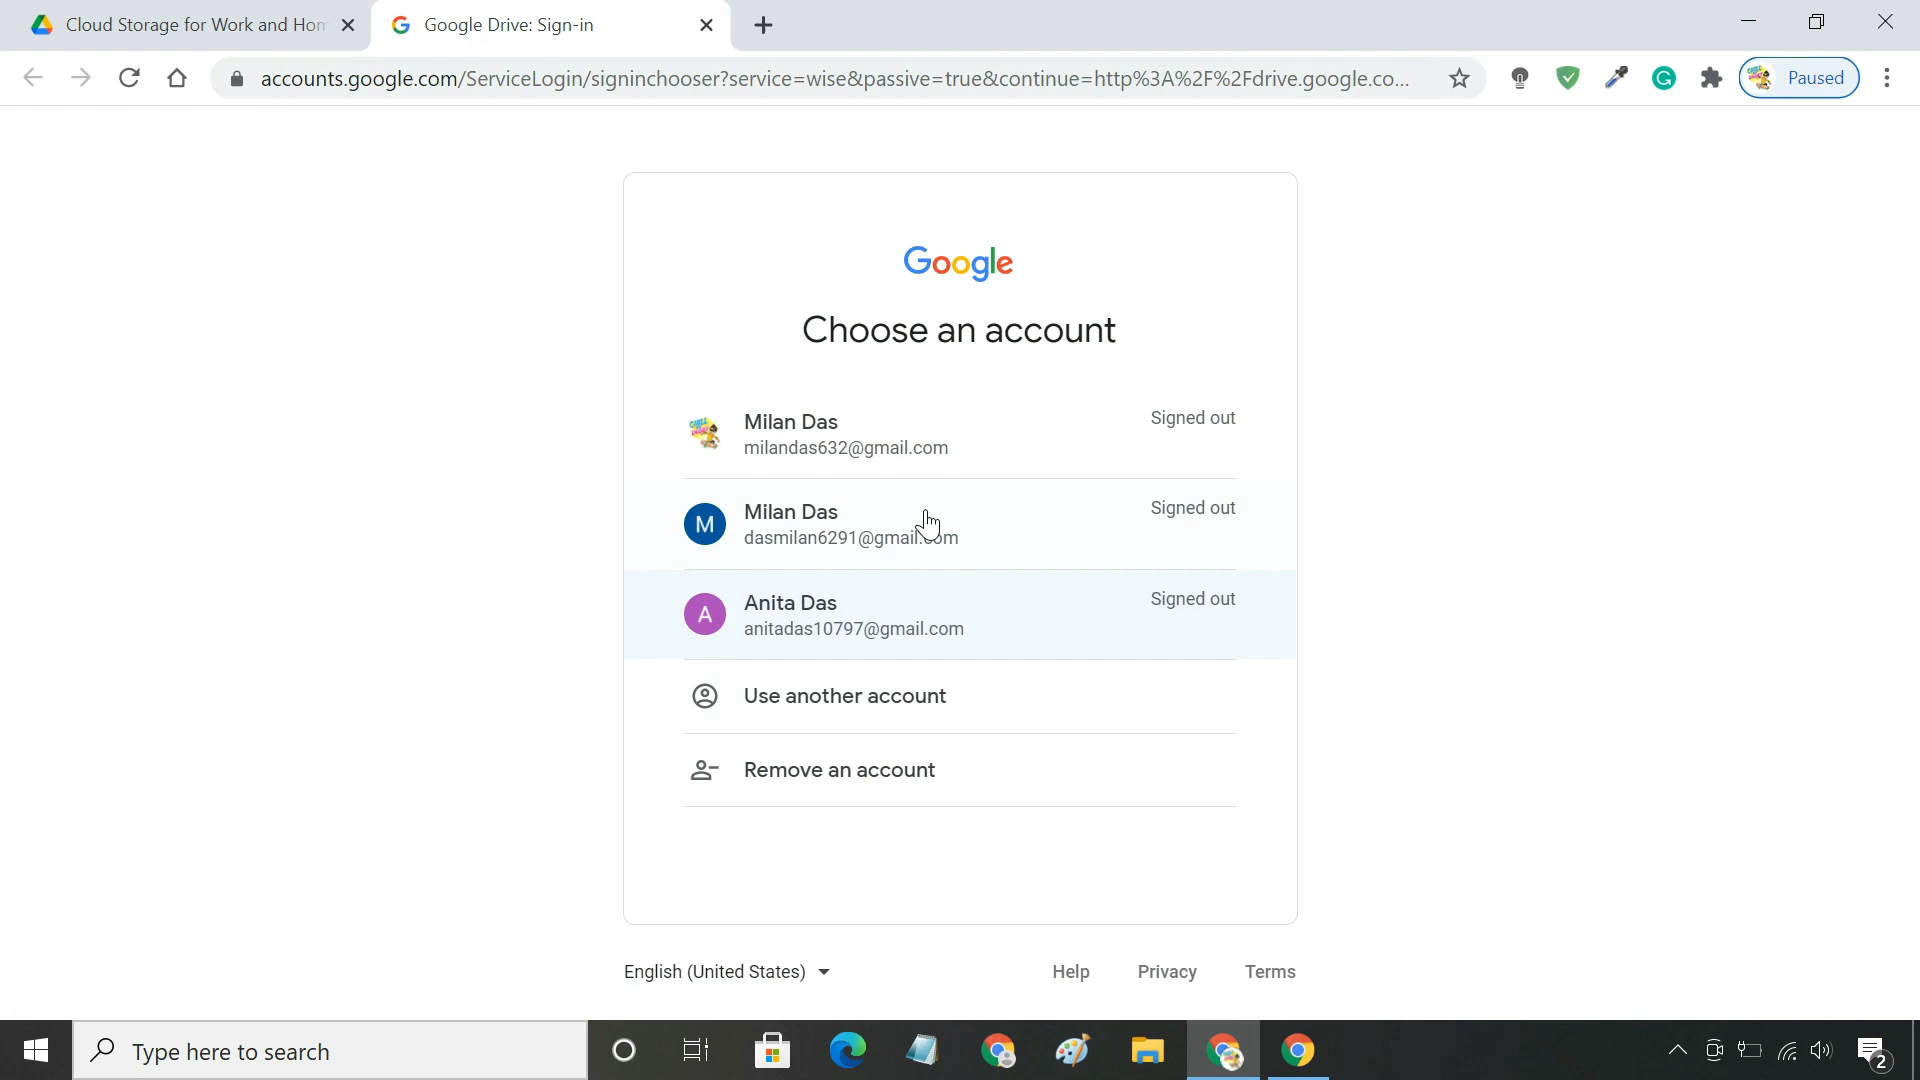 Cloud Storage for Work and Hom
Google Drive: Sign-in
accounts.google.com/ServiceLogin/signinchooser?service=wise&passive=true&continue=http%3A%2F%2Fdrive.google.co...
Paused
Google
Choose an account
Milan Das
Signed out
milandas632@gmail.com
M
Milan Das
Signed out
dasmilan6291@gmail.com
A
Anita Das
Signed out
anitadas10797@gmail.com
Use another account
Remove an account
English (United States)
Help
Privacy
Terms
Type here to search
2